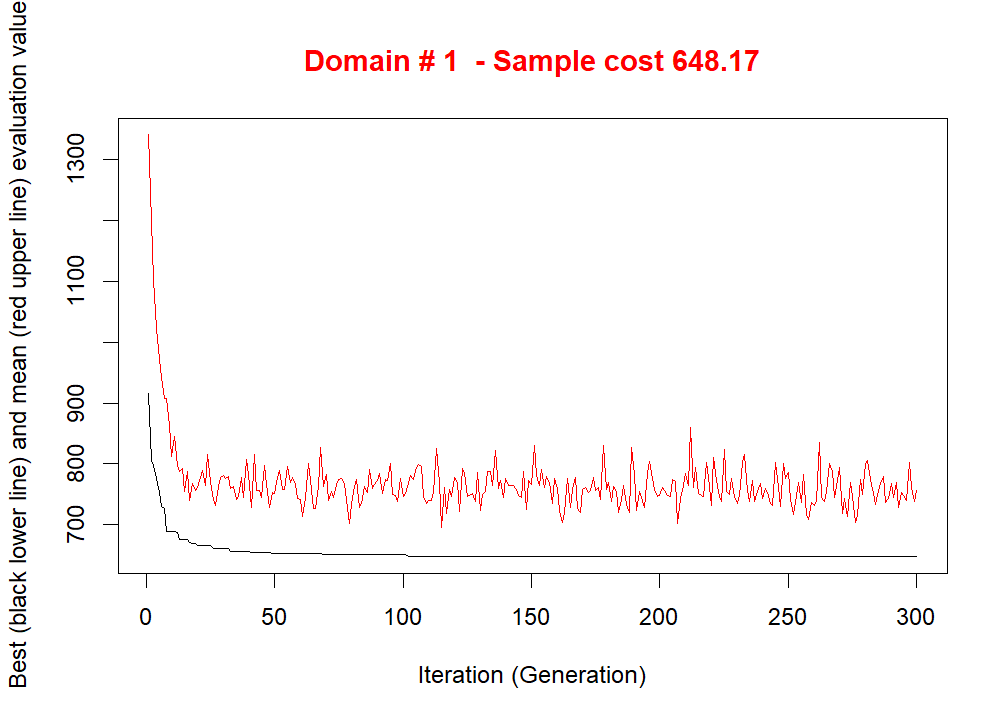 Domain # 1  - Sample cost 648.17
Best (black lower line) and mean (red upper line) evaluation value
1300
1100
900
800
700
0 50 100 150 200 250 300
Iteration (Generation)